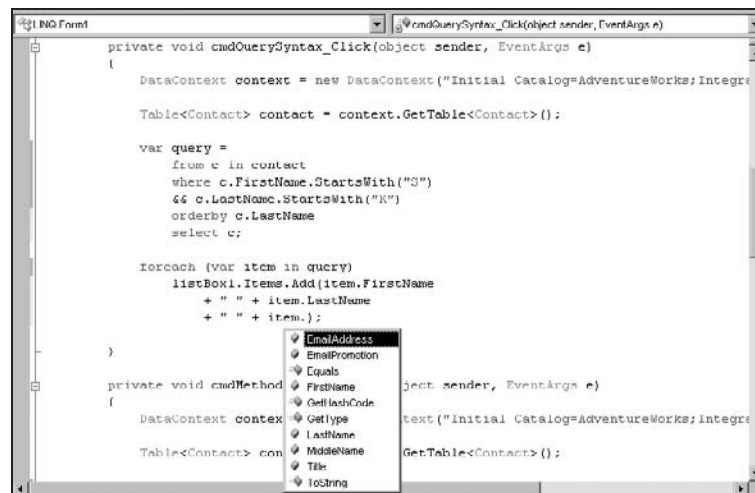 LINQ.Form1
cmdQuerySyntax_Click(object sender, EventArgs e)
private void cmdQuerySyntax_Click(object sender, EventArgs e)
{
DataContext context = new DataContext("Initial Catalog=AdventureWorks;Integra
Table<Contact> contact = context.GetTable<Contact>();
var query =
from c in contact
where c.FirstName.StartsWith("S")
&& c.LastName.StartsWith("K")
orderby c.LastName
select c;
foreach (var item in query)
listBox1.Items.Add(item.FirstName
+ " " + item.LastName
+ " " + item.);
EmailAddress
}
EmailPromotion
Equals
private void cmdMethod
FirstName
ject sender, EventArgs e)
{
GetHashCode
DataContext contex
GetType
text("Initial Catalog=AdventureWorks;Integra
LastName
Table<Contact> con
MiddleName
GetTable<Contact>();
Title
ToString